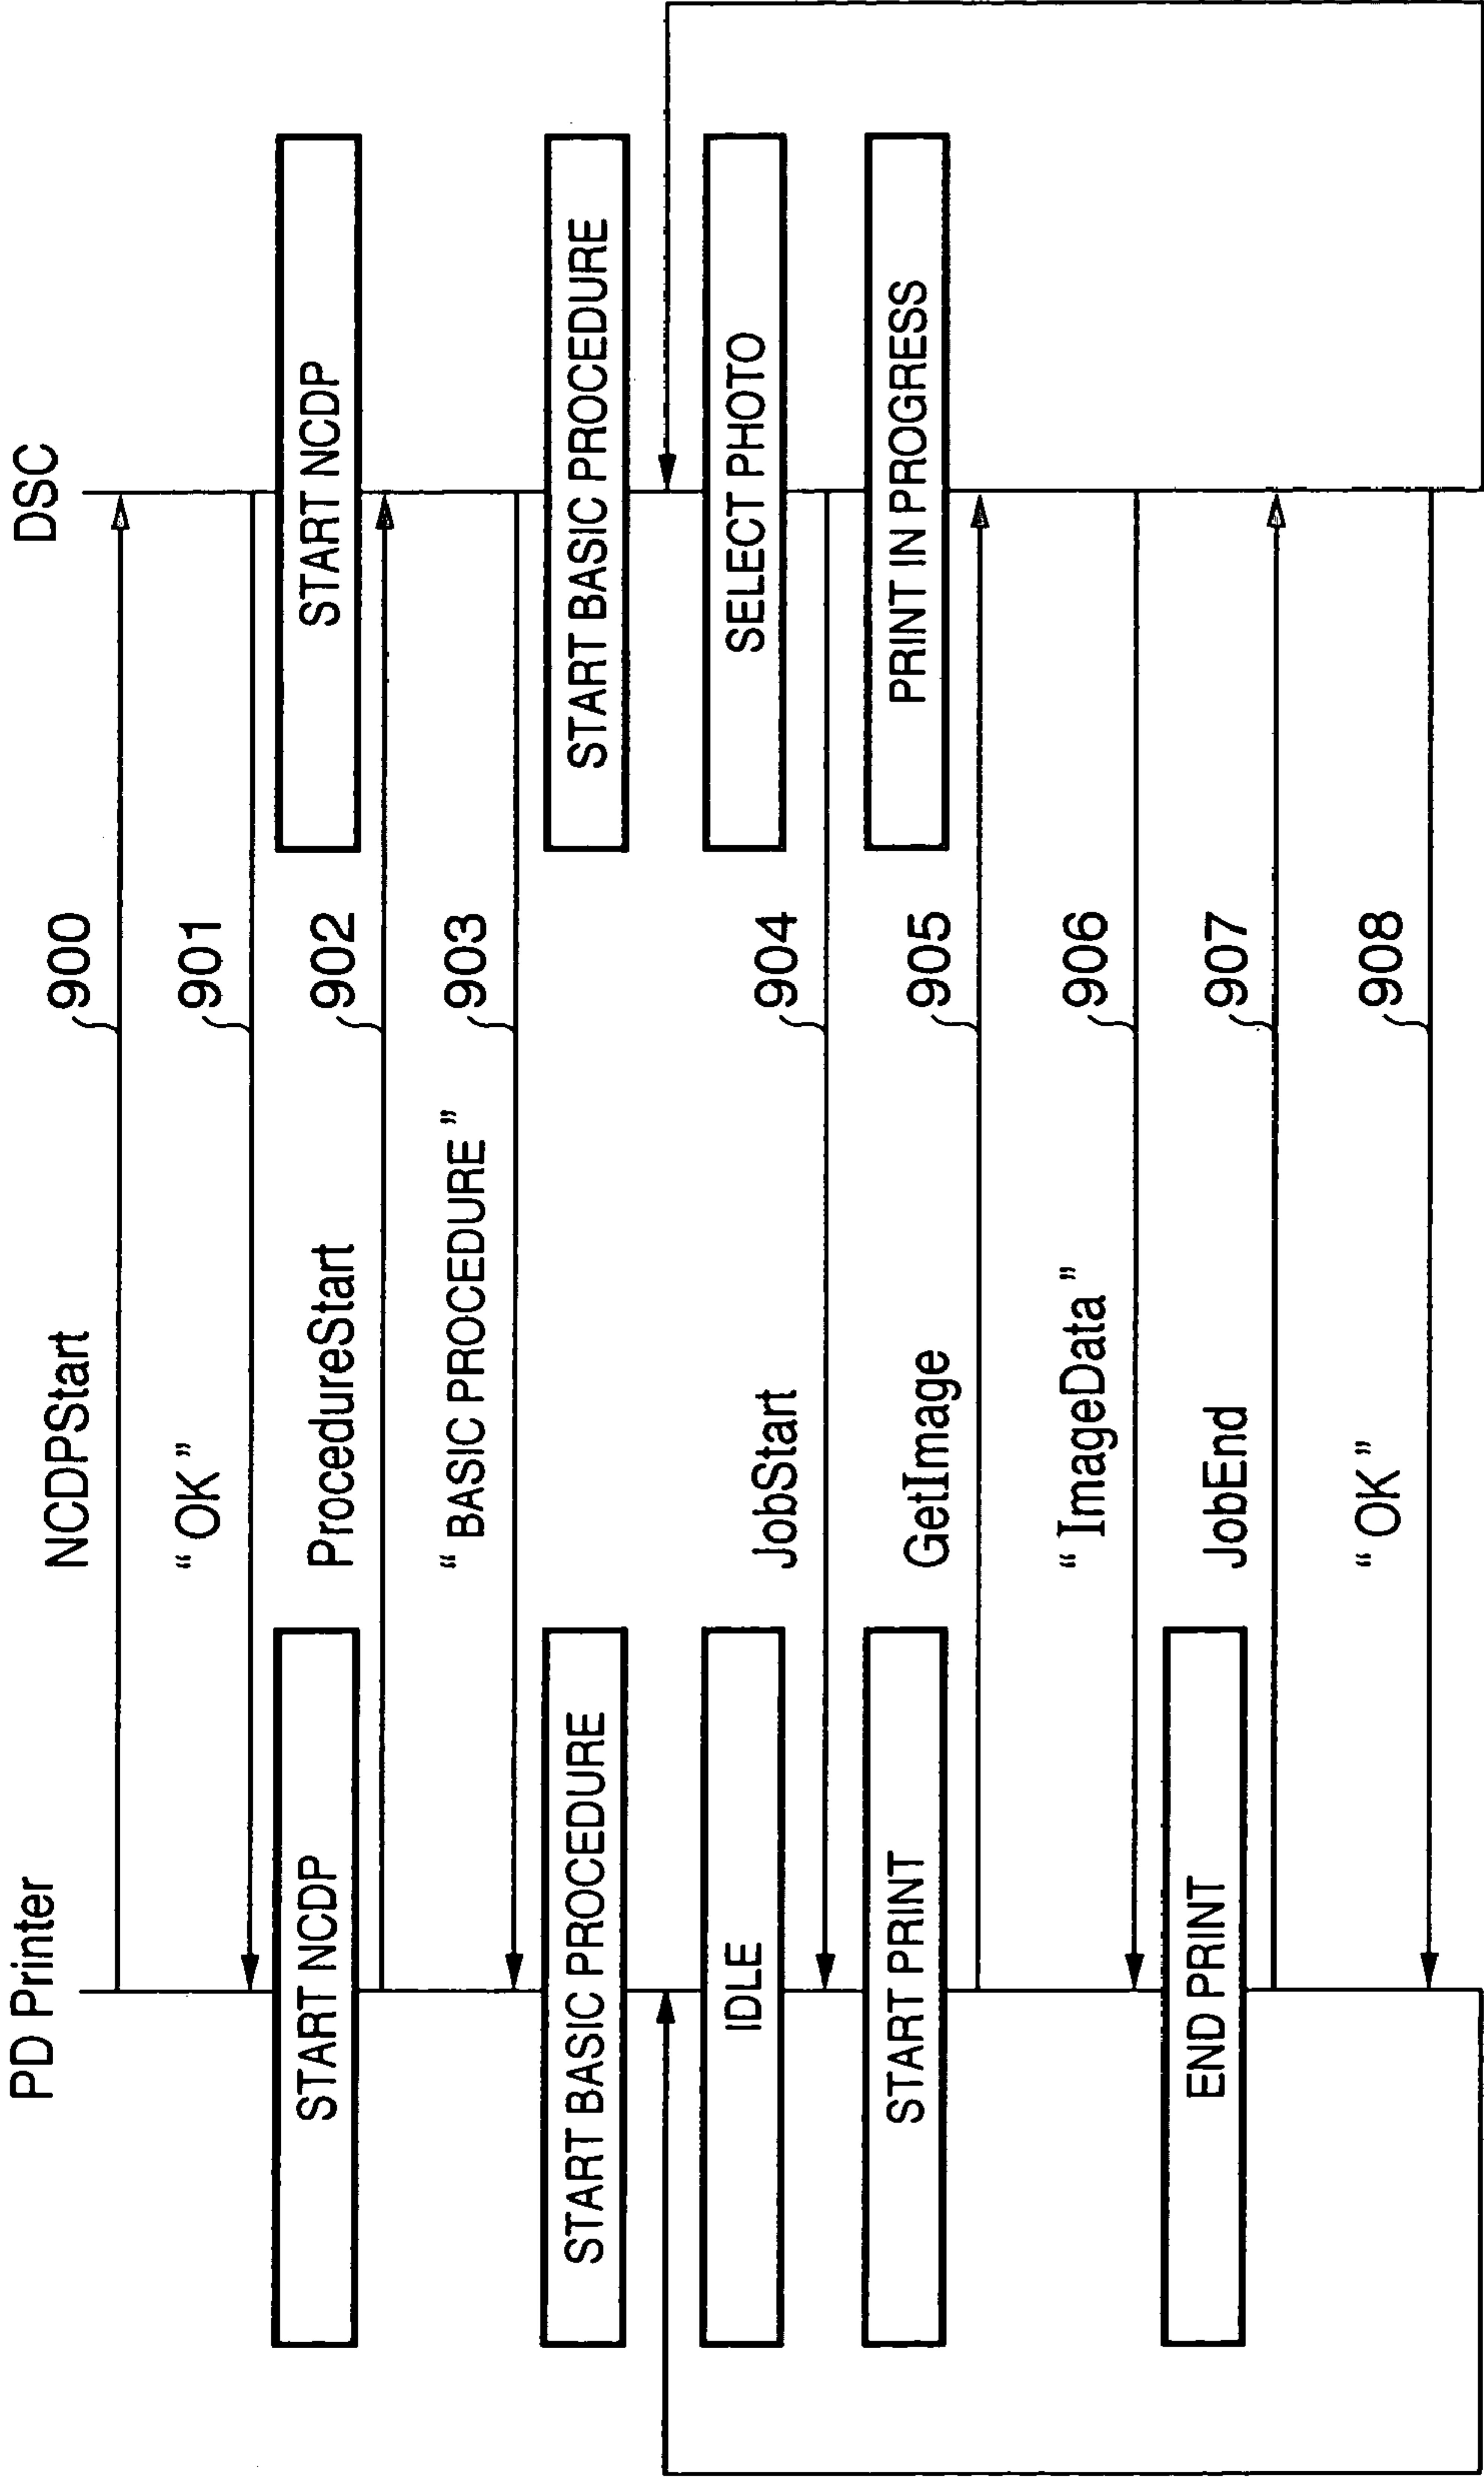 PD Printer
DSC
NCDPStart
900
“ OK ”
901
START NCDP
START NCDP
ProcedureStart
902
“ BASIC PROCEDURE ”
903
START BASIC PROCEDURE
START BASIC PROCEDURE
IDLE
SELECT PHOTO
JobStart
904
START PRINT
PRINT IN PROGRESS
GetImage
905
“ ImageData ”
906
END PRINT
JobEnd
907
“ OK ”
908